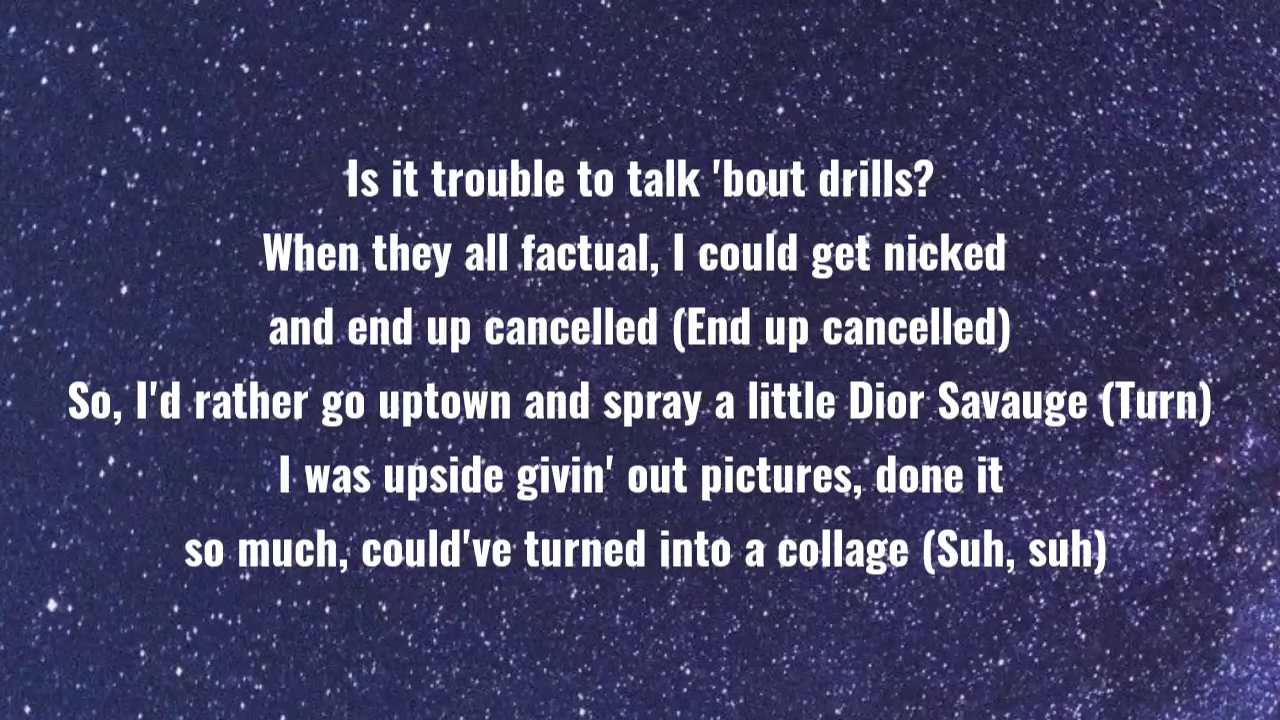 Is it trouble to talk 'bout drills?
When they all factual, I could get nicked
and end up cancelled (End up cancelled)
So, I'd rather go uptown and spray a little Dior Savauge (Turn)
I was upside givin' out pictures, done it
so much, could've turned into a collage (Suh, suh)